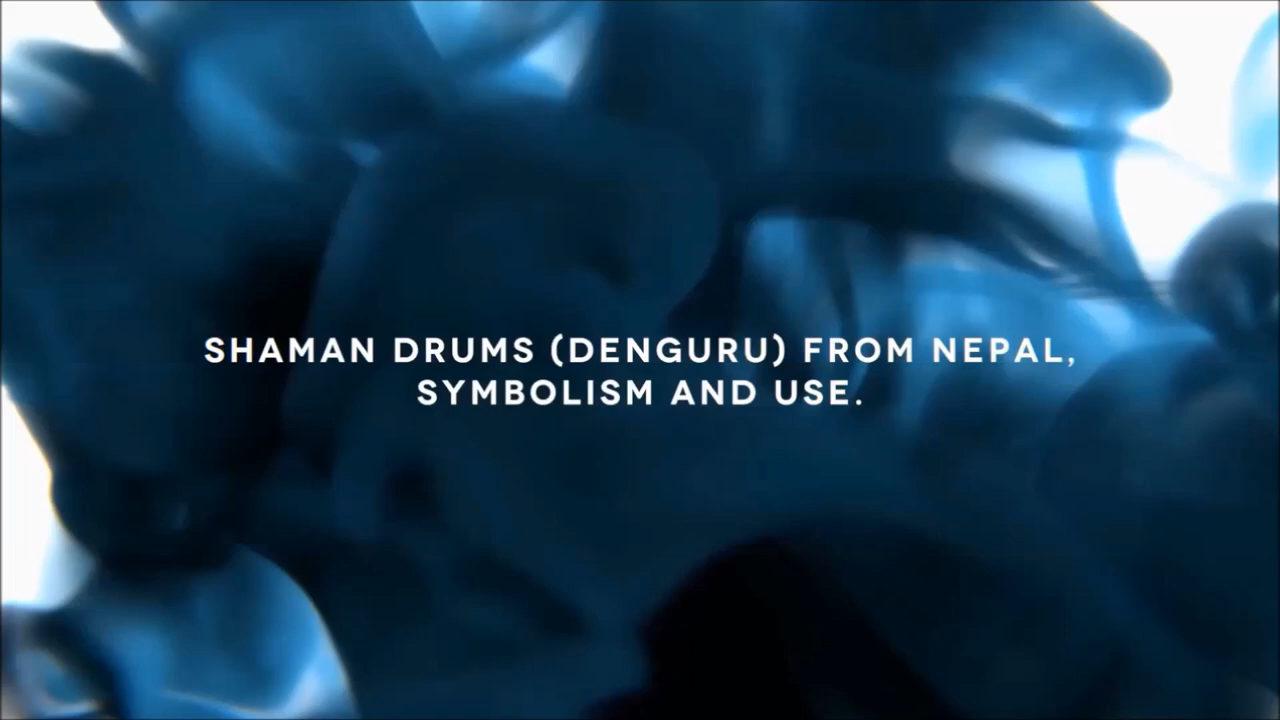 SHAMAN DRUMS (DENGURU) FROM NEPAL,
SYMBOLISM AND USE.